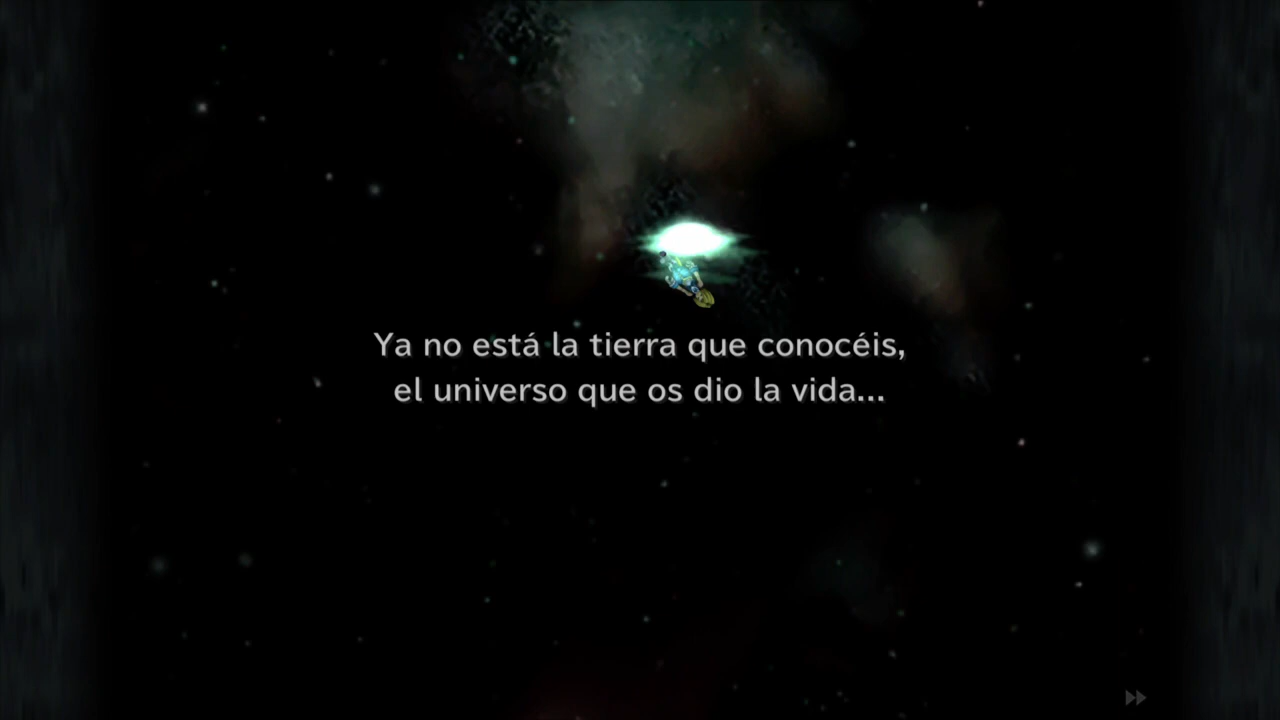 Ya no está la tierra que conocéis,
el universo que os dio la vida...